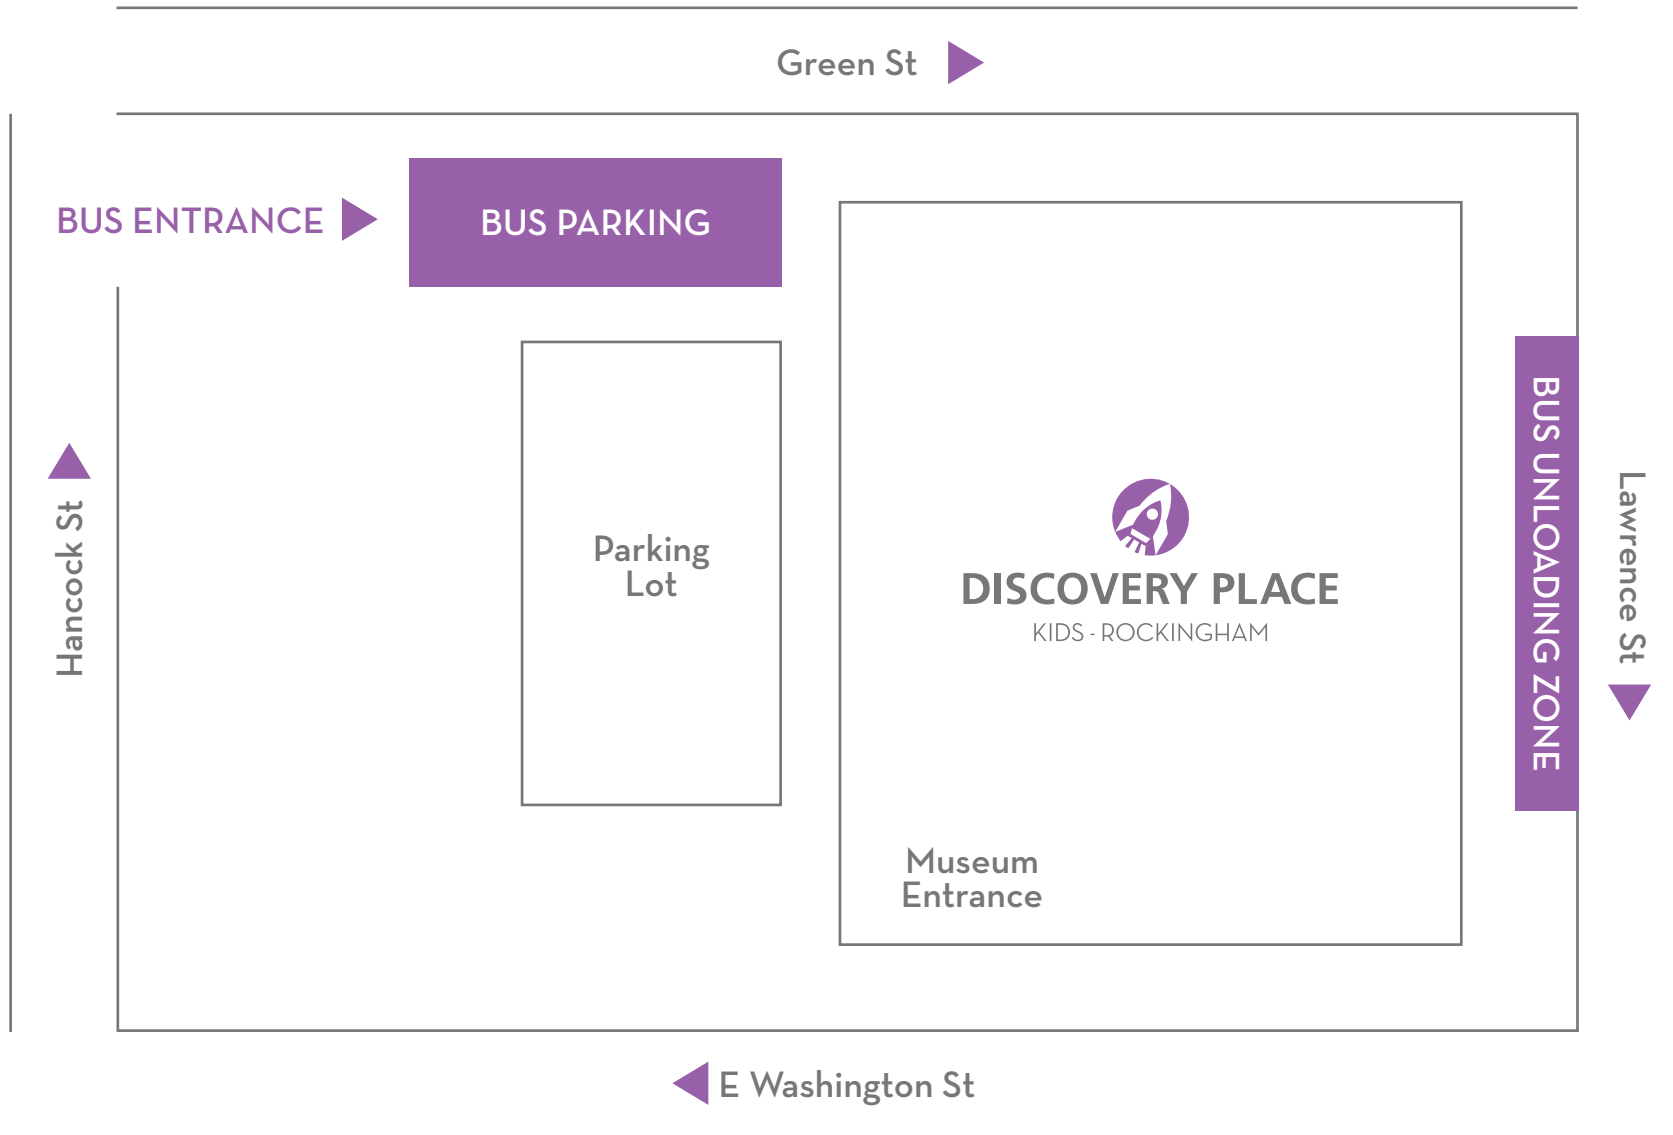 Green St
BUS ENTRANCE
BUS PARKING
Hancock St
Parking
Lot
DISCOVERY PLACE
KIDS - ROCKINGHAM
BUS UNLOADING ZONE
Lawrence St
Museum
Entrance
E Washington St